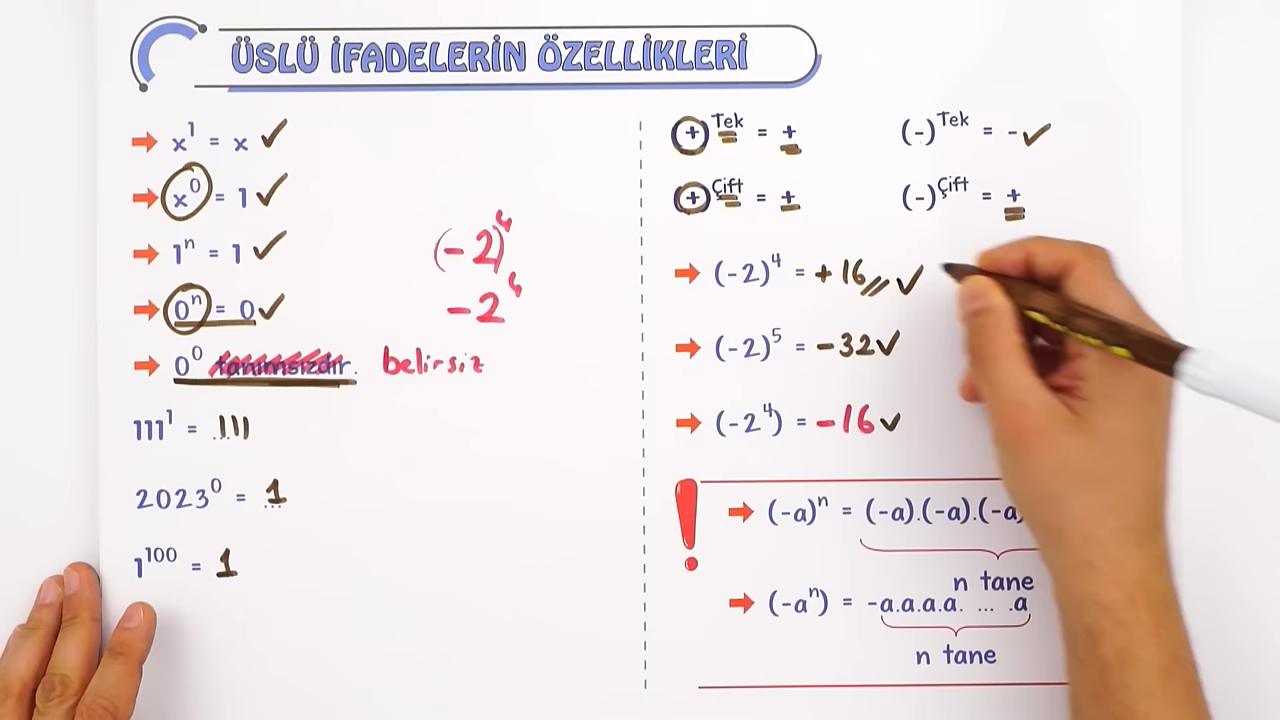 ÜSLÜ İFADELERİN ÖZELLİKLERİ
x¹ = x ✓
x⁰ = 1 ✓
1ⁿ = 1 ✓
0ⁿ = 0 ✓
0⁰ tanımsızdır. belirsiz
111¹ = 111
2023⁰ = 1
1¹⁰⁰ = 1
(-2)⁴
-2⁴
(+)ᵀᵉᵏ = + (-)ᵀᵉᵏ = - ✓
(+)Çift = + (-)Çift = +
(-2)⁴ = +16 ✓
(-2)⁵ = -32 ✓
(-2⁴) = -16 ✓
(-a)ⁿ = (-a).(-a).(-a)
n tane
(-aⁿ) = -a.a.a.a. ... .a
n tane